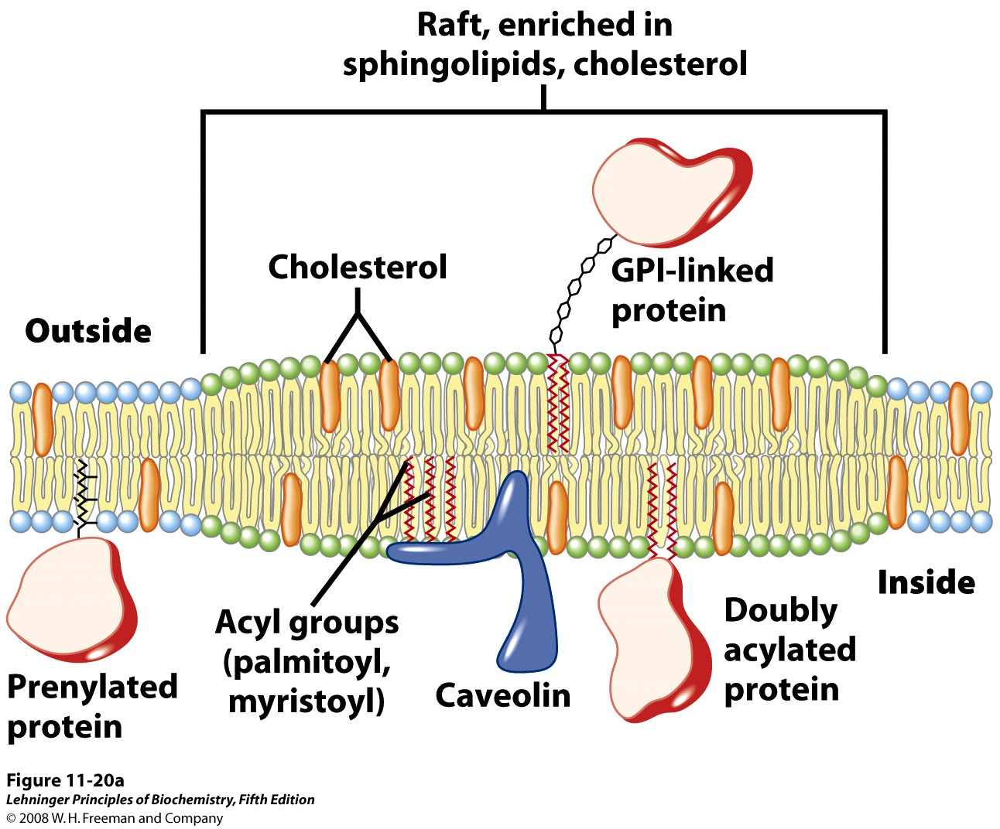 Raft, enriched in
sphingolipids, cholesterol
Cholesterol
GPI-linked
protein
Outside
Inside
Acyl groups
(palmitoyl,
myristoyl)
Caveolin
Doubly
acylated
protein
Prenylated
protein
Figure 11-20a
Lehninger Principles of Biochemistry, Fifth Edition
© 2008 W. H. Freeman and Company